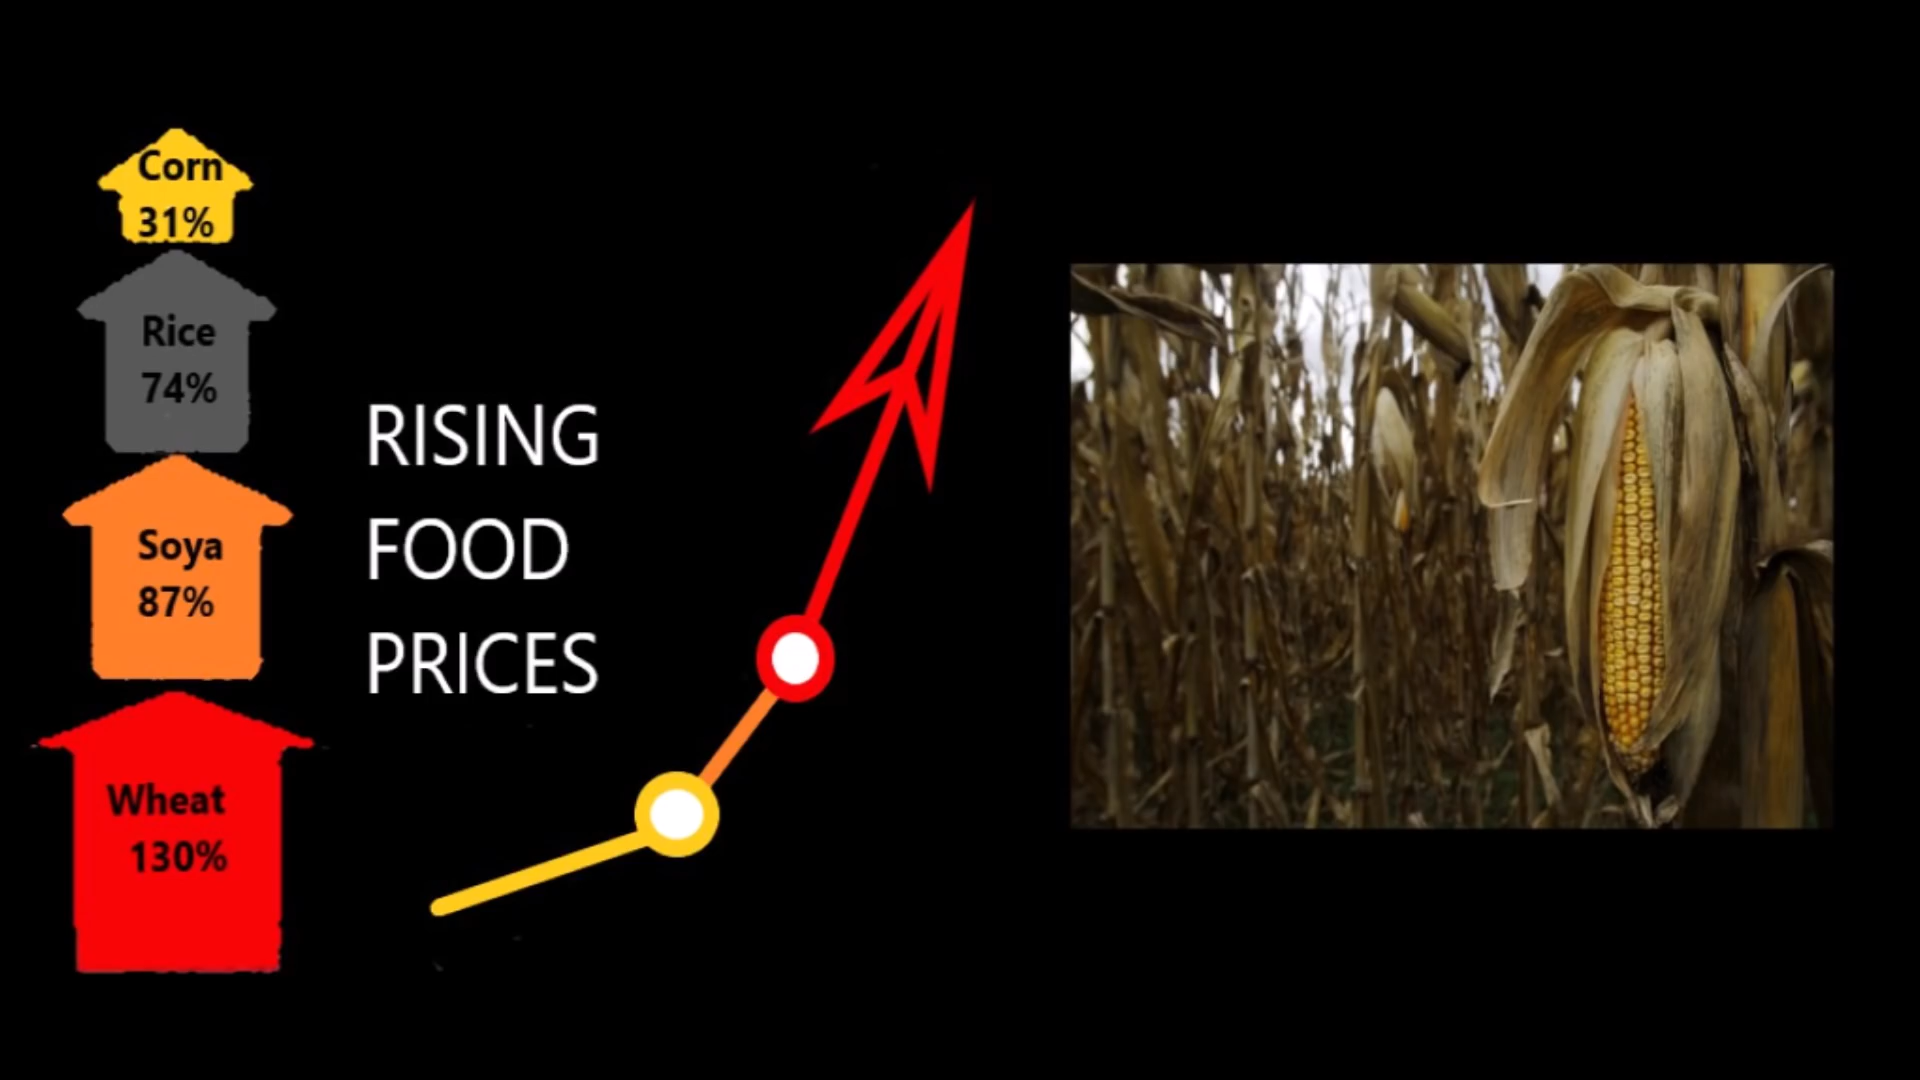 Corn
31%
Rice
74%
Soya
87%
Wheat
130%
RISING
FOOD
PRICES